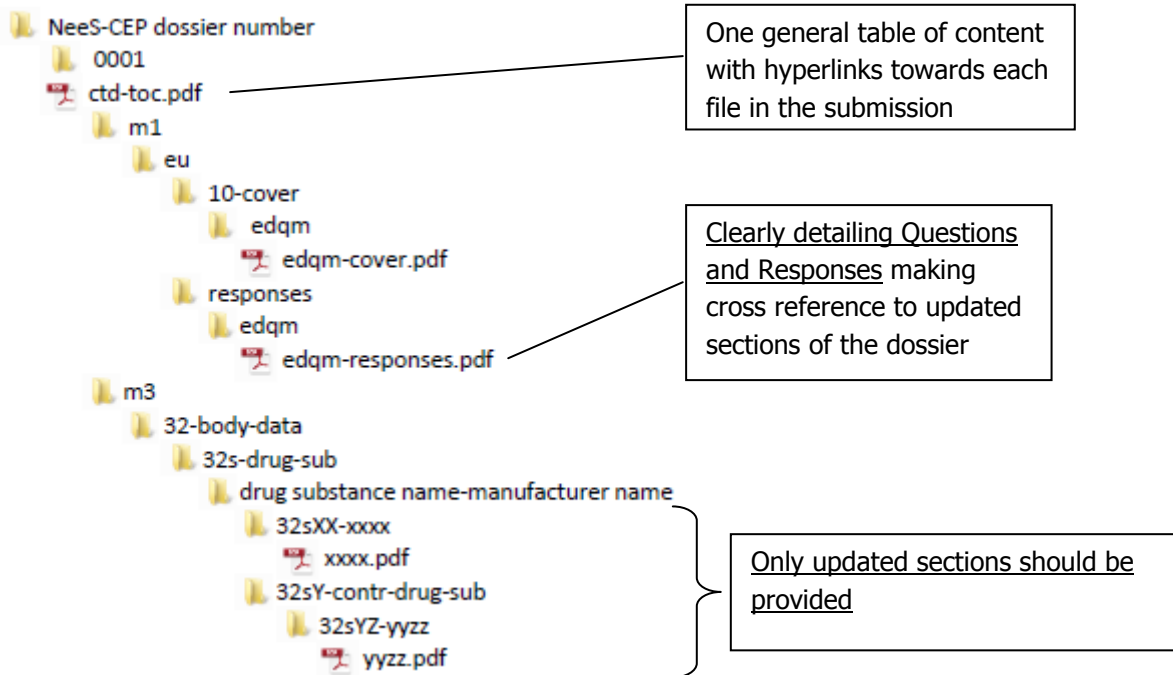 NeeS-CEP dossier number
0001
ctd-toc.pdf
One general table of content
with hyperlinks towards each
file in the submission
m1
eu
10-cover
edqm
edqm-cover.pdf
responses
edqm
edqm-responses.pdf
Clearly detailing Questions
and Responses making
cross reference to updated
sections of the dossier
m3
32-body-data
32s-drug-sub
drug substance name-manufacturer name
32sXX-xxxx
xxxx.pdf
32sY-contr-drug-sub
32sYZ-yyzz
yyzz.pdf
Only updated sections should be
provided